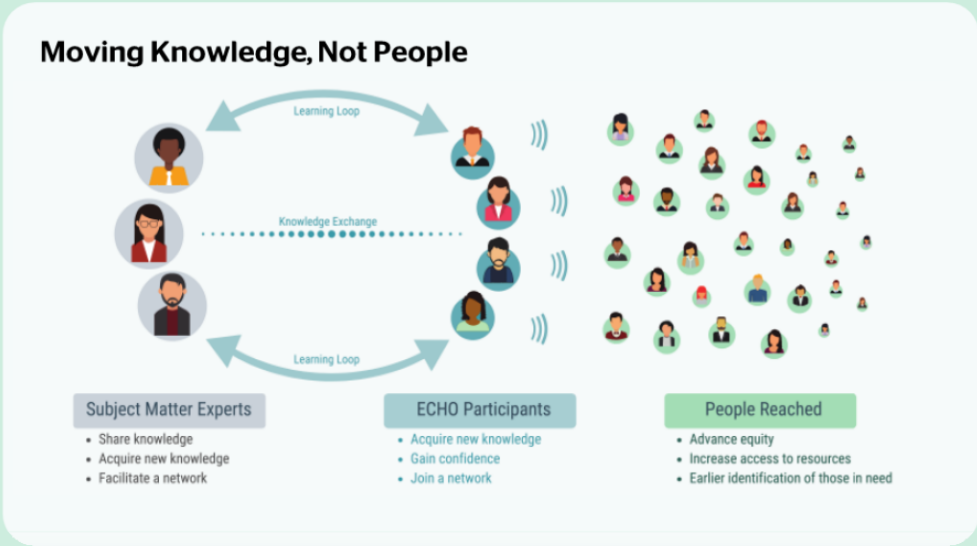 Moving Knowledge, Not People
Learning Loop
Knowledge Exchange
Learning Loop
Subject Matter Experts
• Share knowledge
• Acquire new knowledge
• Facilitate a network
ECHO Participants
• Acquire new knowledge
• Gain confidence
• Join a network
People Reached
• Advance equity
• Increase access to resources
• Earlier identification of those in need